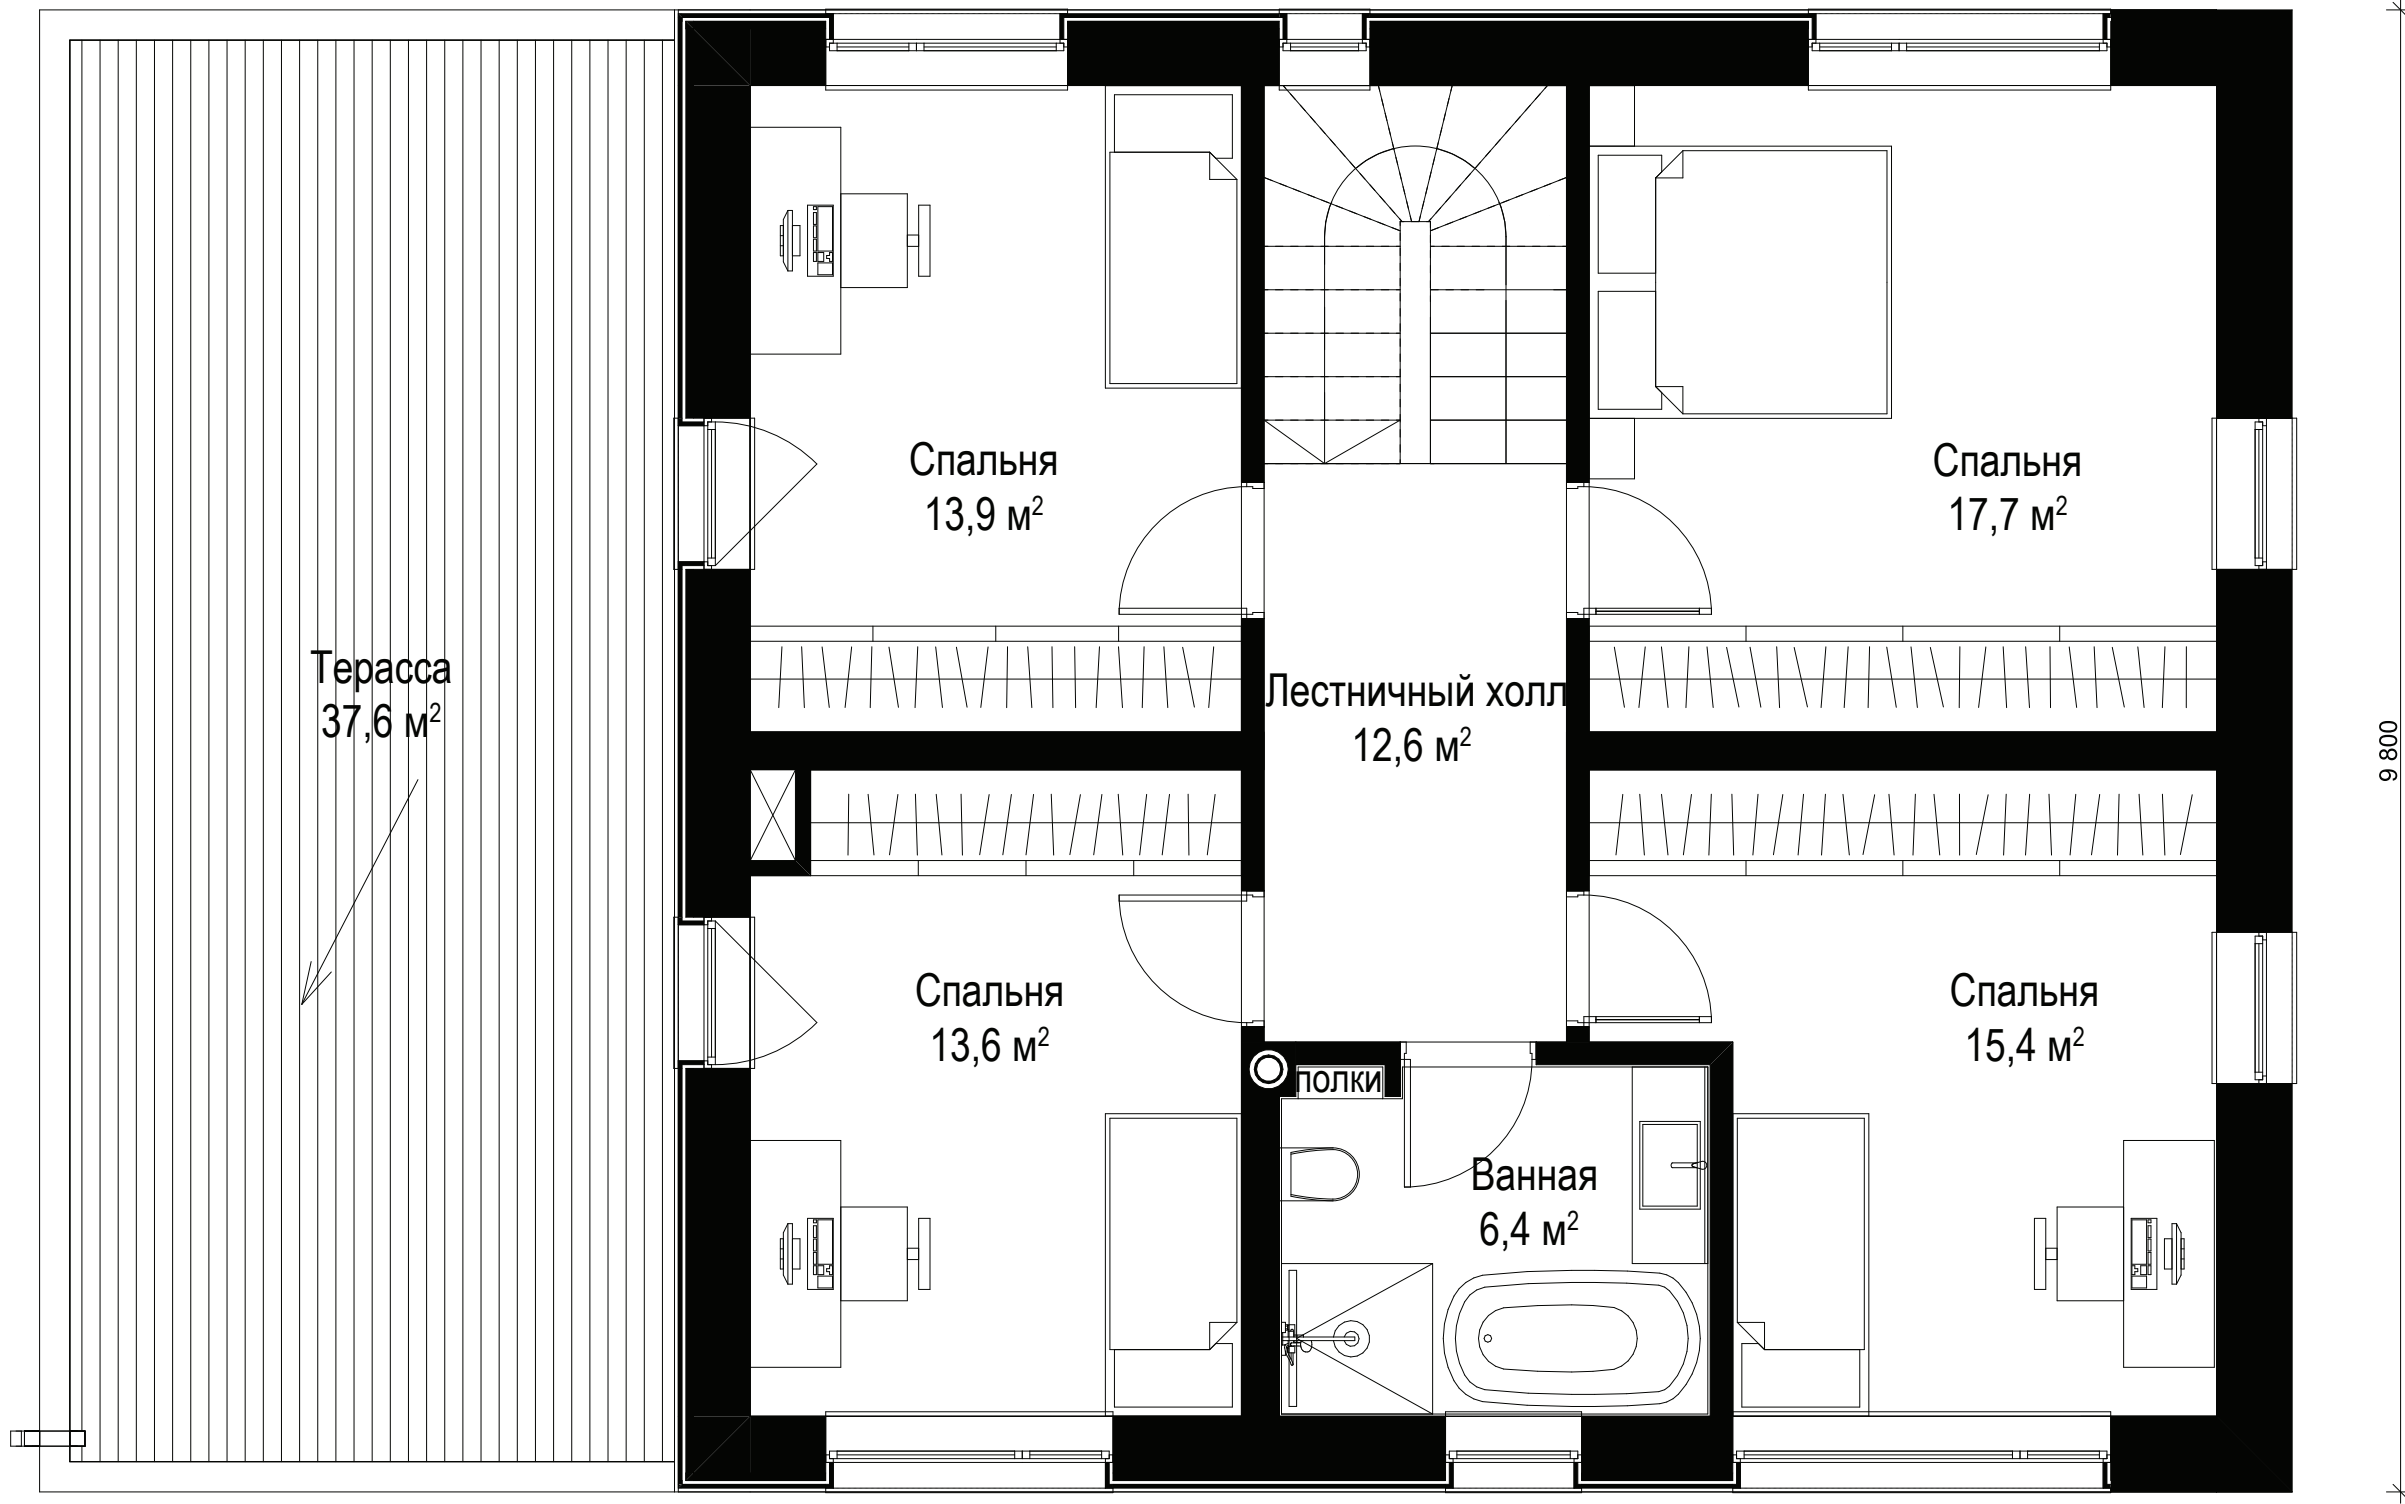 Спальня
13,9 м²
Спальня
17,7 м²
Терасса
37,6 м²
Лестничный холл
12,6 м²
9 800
Спальня
13,6 м²
Спальня
15,4 м²
полки
Ванная
6,4 м²